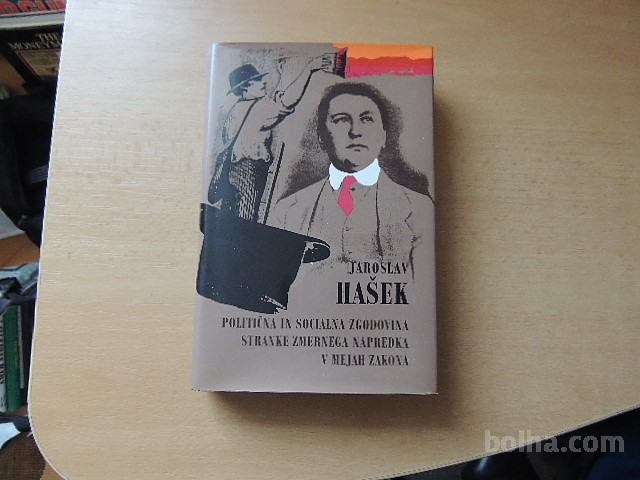 JAROSLAV
HAŠEK
POLITIČNA IN SOCIALNA ZGODOVINA
STRANKE ZMERNEGA NAPREDKA
V MEJAH ZAKONA
bolha.com